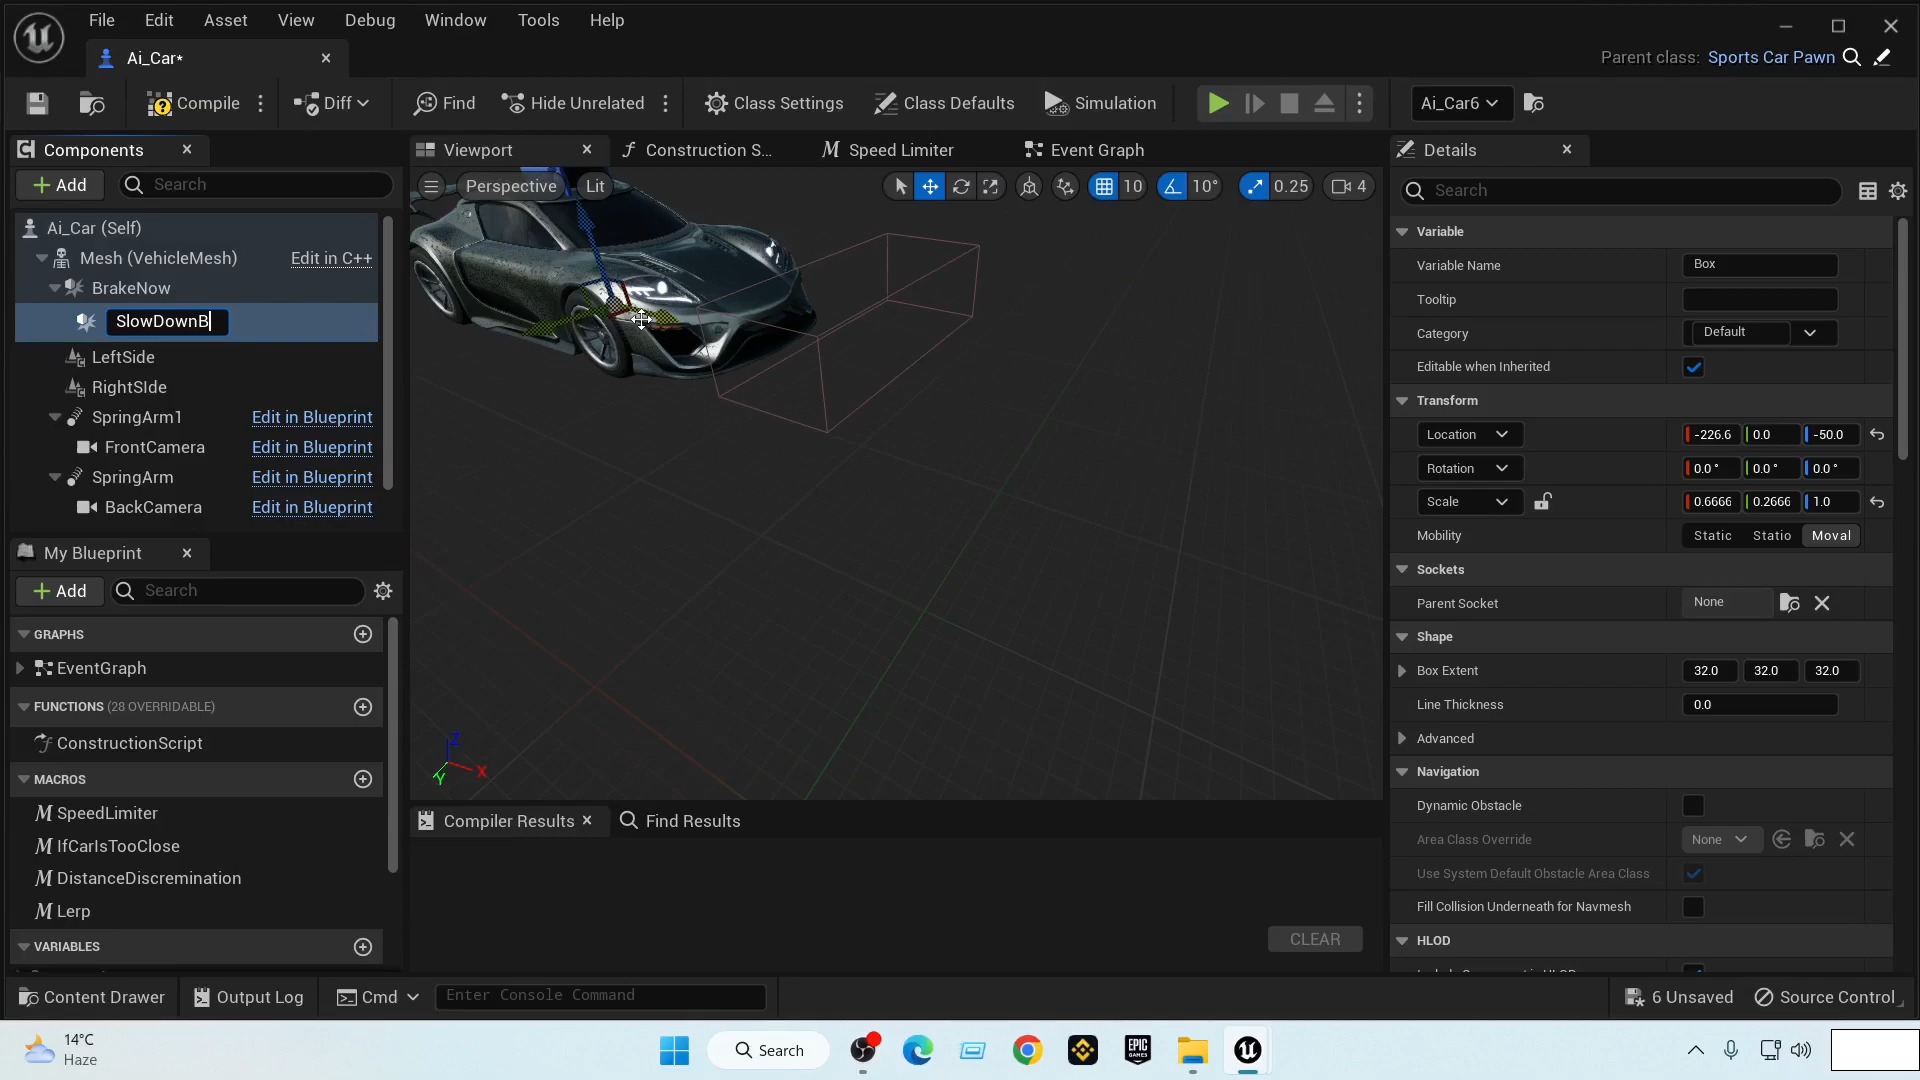 File Edit Asset View Debug Window Tools Help
Ai_Car*
Parent class: Sports Car Pawn
Compile Diff Find Hide Unrelated Class Settings Class Defaults Simulation Ai_Car6
Components Viewport Construction S... Speed Limiter Event Graph Details
Add Search Perspective Lit 10 10° 0.25 4 Search
Ai_Car (Self)
Mesh (VehicleMesh) Edit in C++
BrakeNow
SlowDownB
LeftSide
RightSIde
SpringArm1 Edit in Blueprint
FrontCamera Edit in Blueprint
SpringArm Edit in Blueprint
BackCamera Edit in Blueprint
My Blueprint
Add Search
GRAPHS
EventGraph
FUNCTIONS (28 OVERRIDABLE)
ConstructionScript
MACROS
SpeedLimiter
IfCarIsTooClose
DistanceDiscrimination
Lerp
VARIABLES
Z
X
Y
Compiler Results Find Results
CLEAR
Variable
Variable Name Box
Tooltip
Category Default
Editable when Inherited
Transform
Location -226.6 0.0 -50.0
Rotation 0.0° 0.0° 0.0°
Scale 0.6666 0.2666 1.0
Mobility Static Statio Moval
Sockets
Parent Socket None
Shape
Box Extent 32.0 32.0 32.0
Line Thickness 0.0
Advanced
Navigation
Dynamic Obstacle
Area Class Override None
Use System Default Obstacle Area Class
Fill Collision Underneath for Navmesh
HLOD
Content Drawer Output Log Cmd Enter Console Command 6 Unsaved Source Control
14°C
Haze
Search
EPIC
GAMES